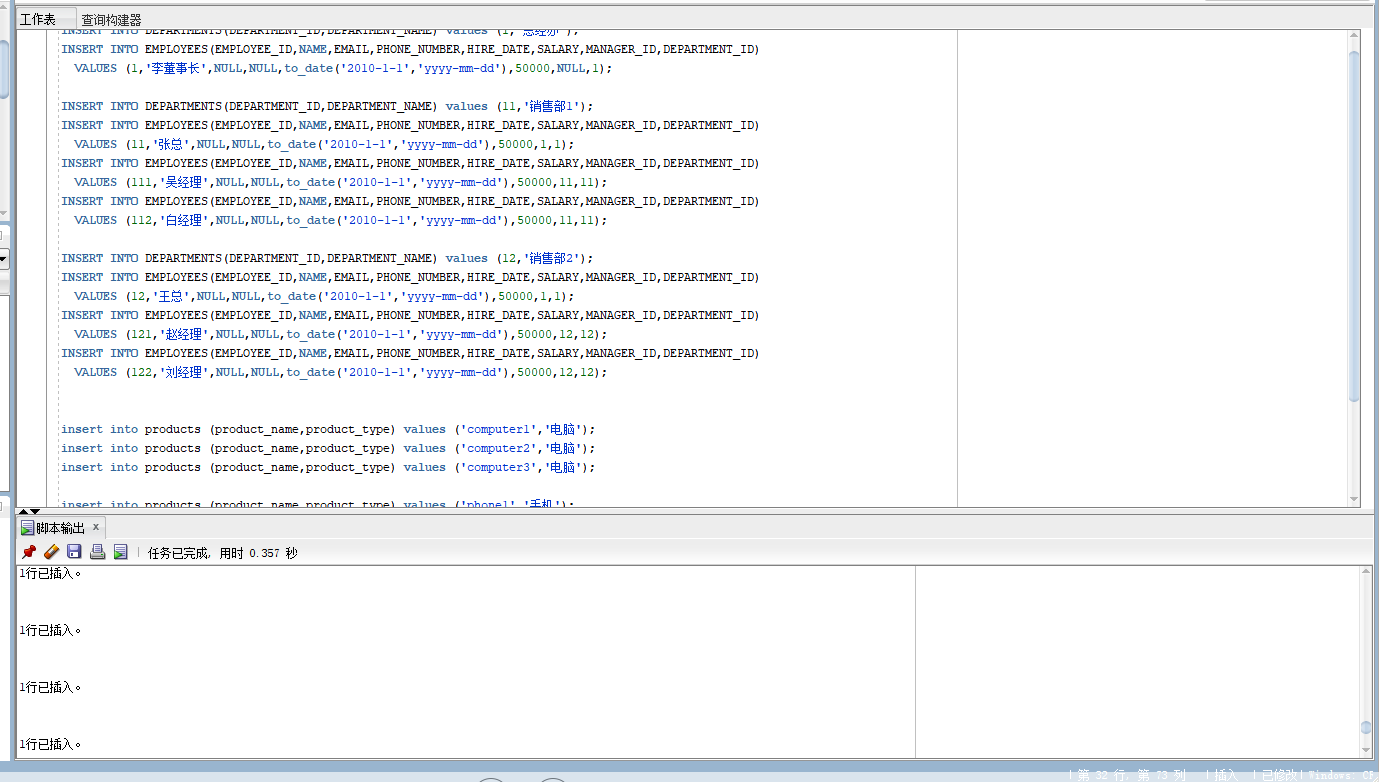 工作表 查询构建器
INSERT INTO DEPARTMENTS(DEPARTMENT_ID,DEPARTMENT_NAME) values (1,'总经办');
INSERT INTO EMPLOYEES(EMPLOYEE_ID,NAME,EMAIL,PHONE_NUMBER,HIRE_DATE,SALARY,MANAGER_ID,DEPARTMENT_ID)
VALUES (1,'李董事长',NULL,NULL,to_date('2010-1-1','yyyy-mm-dd'),50000,NULL,1);
INSERT INTO DEPARTMENTS(DEPARTMENT_ID,DEPARTMENT_NAME) values (11,'销售部1');
INSERT INTO EMPLOYEES(EMPLOYEE_ID,NAME,EMAIL,PHONE_NUMBER,HIRE_DATE,SALARY,MANAGER_ID,DEPARTMENT_ID)
VALUES (11,'张总',NULL,NULL,to_date('2010-1-1','yyyy-mm-dd'),50000,1,1);
INSERT INTO EMPLOYEES(EMPLOYEE_ID,NAME,EMAIL,PHONE_NUMBER,HIRE_DATE,SALARY,MANAGER_ID,DEPARTMENT_ID)
VALUES (111,'吴经理',NULL,NULL,to_date('2010-1-1','yyyy-mm-dd'),50000,11,11);
INSERT INTO EMPLOYEES(EMPLOYEE_ID,NAME,EMAIL,PHONE_NUMBER,HIRE_DATE,SALARY,MANAGER_ID,DEPARTMENT_ID)
VALUES (112,'白经理',NULL,NULL,to_date('2010-1-1','yyyy-mm-dd'),50000,11,11);
INSERT INTO DEPARTMENTS(DEPARTMENT_ID,DEPARTMENT_NAME) values (12,'销售部2');
INSERT INTO EMPLOYEES(EMPLOYEE_ID,NAME,EMAIL,PHONE_NUMBER,HIRE_DATE,SALARY,MANAGER_ID,DEPARTMENT_ID)
VALUES (12,'王总',NULL,NULL,to_date('2010-1-1','yyyy-mm-dd'),50000,1,1);
INSERT INTO EMPLOYEES(EMPLOYEE_ID,NAME,EMAIL,PHONE_NUMBER,HIRE_DATE,SALARY,MANAGER_ID,DEPARTMENT_ID)
VALUES (121,'赵经理',NULL,NULL,to_date('2010-1-1','yyyy-mm-dd'),50000,12,12);
INSERT INTO EMPLOYEES(EMPLOYEE_ID,NAME,EMAIL,PHONE_NUMBER,HIRE_DATE,SALARY,MANAGER_ID,DEPARTMENT_ID)
VALUES (122,'刘经理',NULL,NULL,to_date('2010-1-1','yyyy-mm-dd'),50000,12,12);
insert into products (product_name,product_type) values ('computer1','电脑');
insert into products (product_name,product_type) values ('computer2','电脑');
insert into products (product_name,product_type) values ('computer3','电脑');
insert into products (product_name,product_type) values ('phone1','手机');
脚本输出 x
任务已完成, 用时 0.357 秒
1行已插入。
1行已插入。
1行已插入。
1行已插入。
第 32 行, 第 73 列 | 插入 | 已修改 | Windows: CR